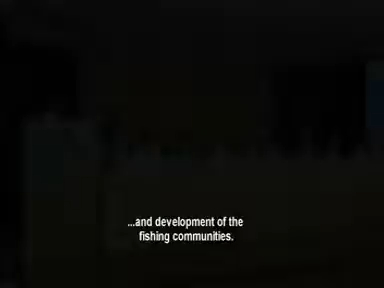 ...and development of the
fishing communities.